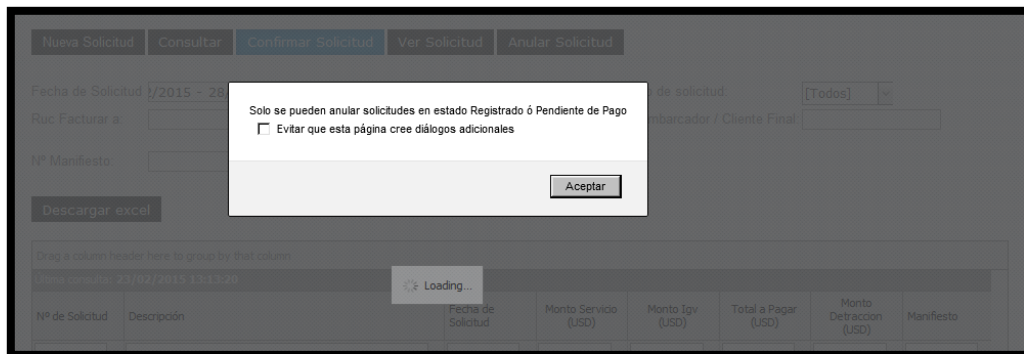 Nueva Solicitud Consultar Confirmar Solicitud Ver Solicitud Anular Solicitud
Fecha de Solicitud 2/2015 - 28/ o de solicitud: [Todos]
Solo se pueden anular solicitudes en estado Registrado ó Pendiente de Pago
Ruc Facturar a: mbarcador / Cliente Final:
Evitar que esta página cree diálogos adicionales
Nº Manifiesto:
Aceptar
Descargar excel
Drag a column header here to group by that column
Última consulta: 23/02/2015 13:13:20
Loading...
Nº de Solicitud Descripción Fecha de Solicitud Monto Servicio (USD) Monto Igv (USD) Total a Pagar (USD) Monto Detraccion (USD) Manifiesto